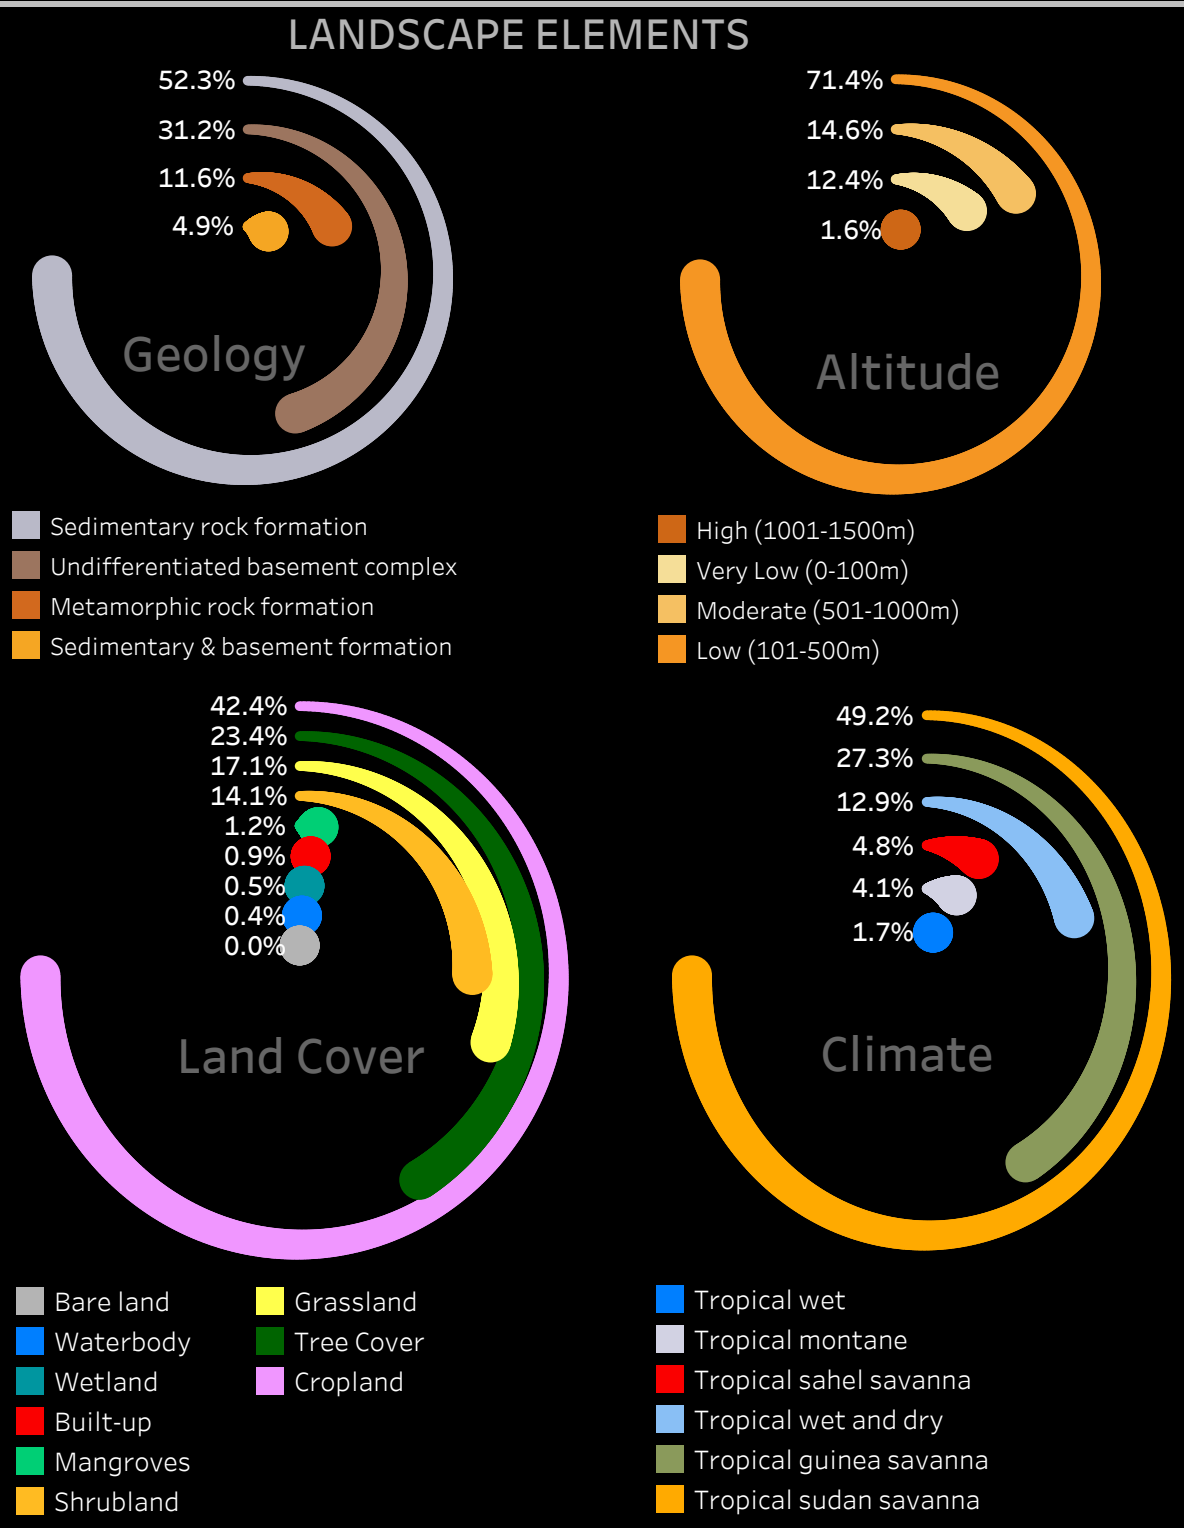 LANDSCAPE ELEMENTS
52.3%
31.2%
11.6%
4.9%
Geology
Sedimentary rock formation
Undifferentiated basement complex
Metamorphic rock formation
Sedimentary & basement formation
71.4%
14.6%
12.4%
1.6%
Altitude
High (1001-1500m)
Very Low (0-100m)
Moderate (501-1000m)
Low (101-500m)
42.4%
23.4%
17.1%
14.1%
1.2%
0.9%
0.5%
0.4%
0.0%
Land Cover
Bare land
Waterbody
Wetland
Built-up
Mangroves
Shrubland
Grassland
Tree Cover
Cropland
49.2%
27.3%
12.9%
4.8%
4.1%
1.7%
Climate
Tropical wet
Tropical montane
Tropical sahel savanna
Tropical wet and dry
Tropical guinea savanna
Tropical sudan savanna